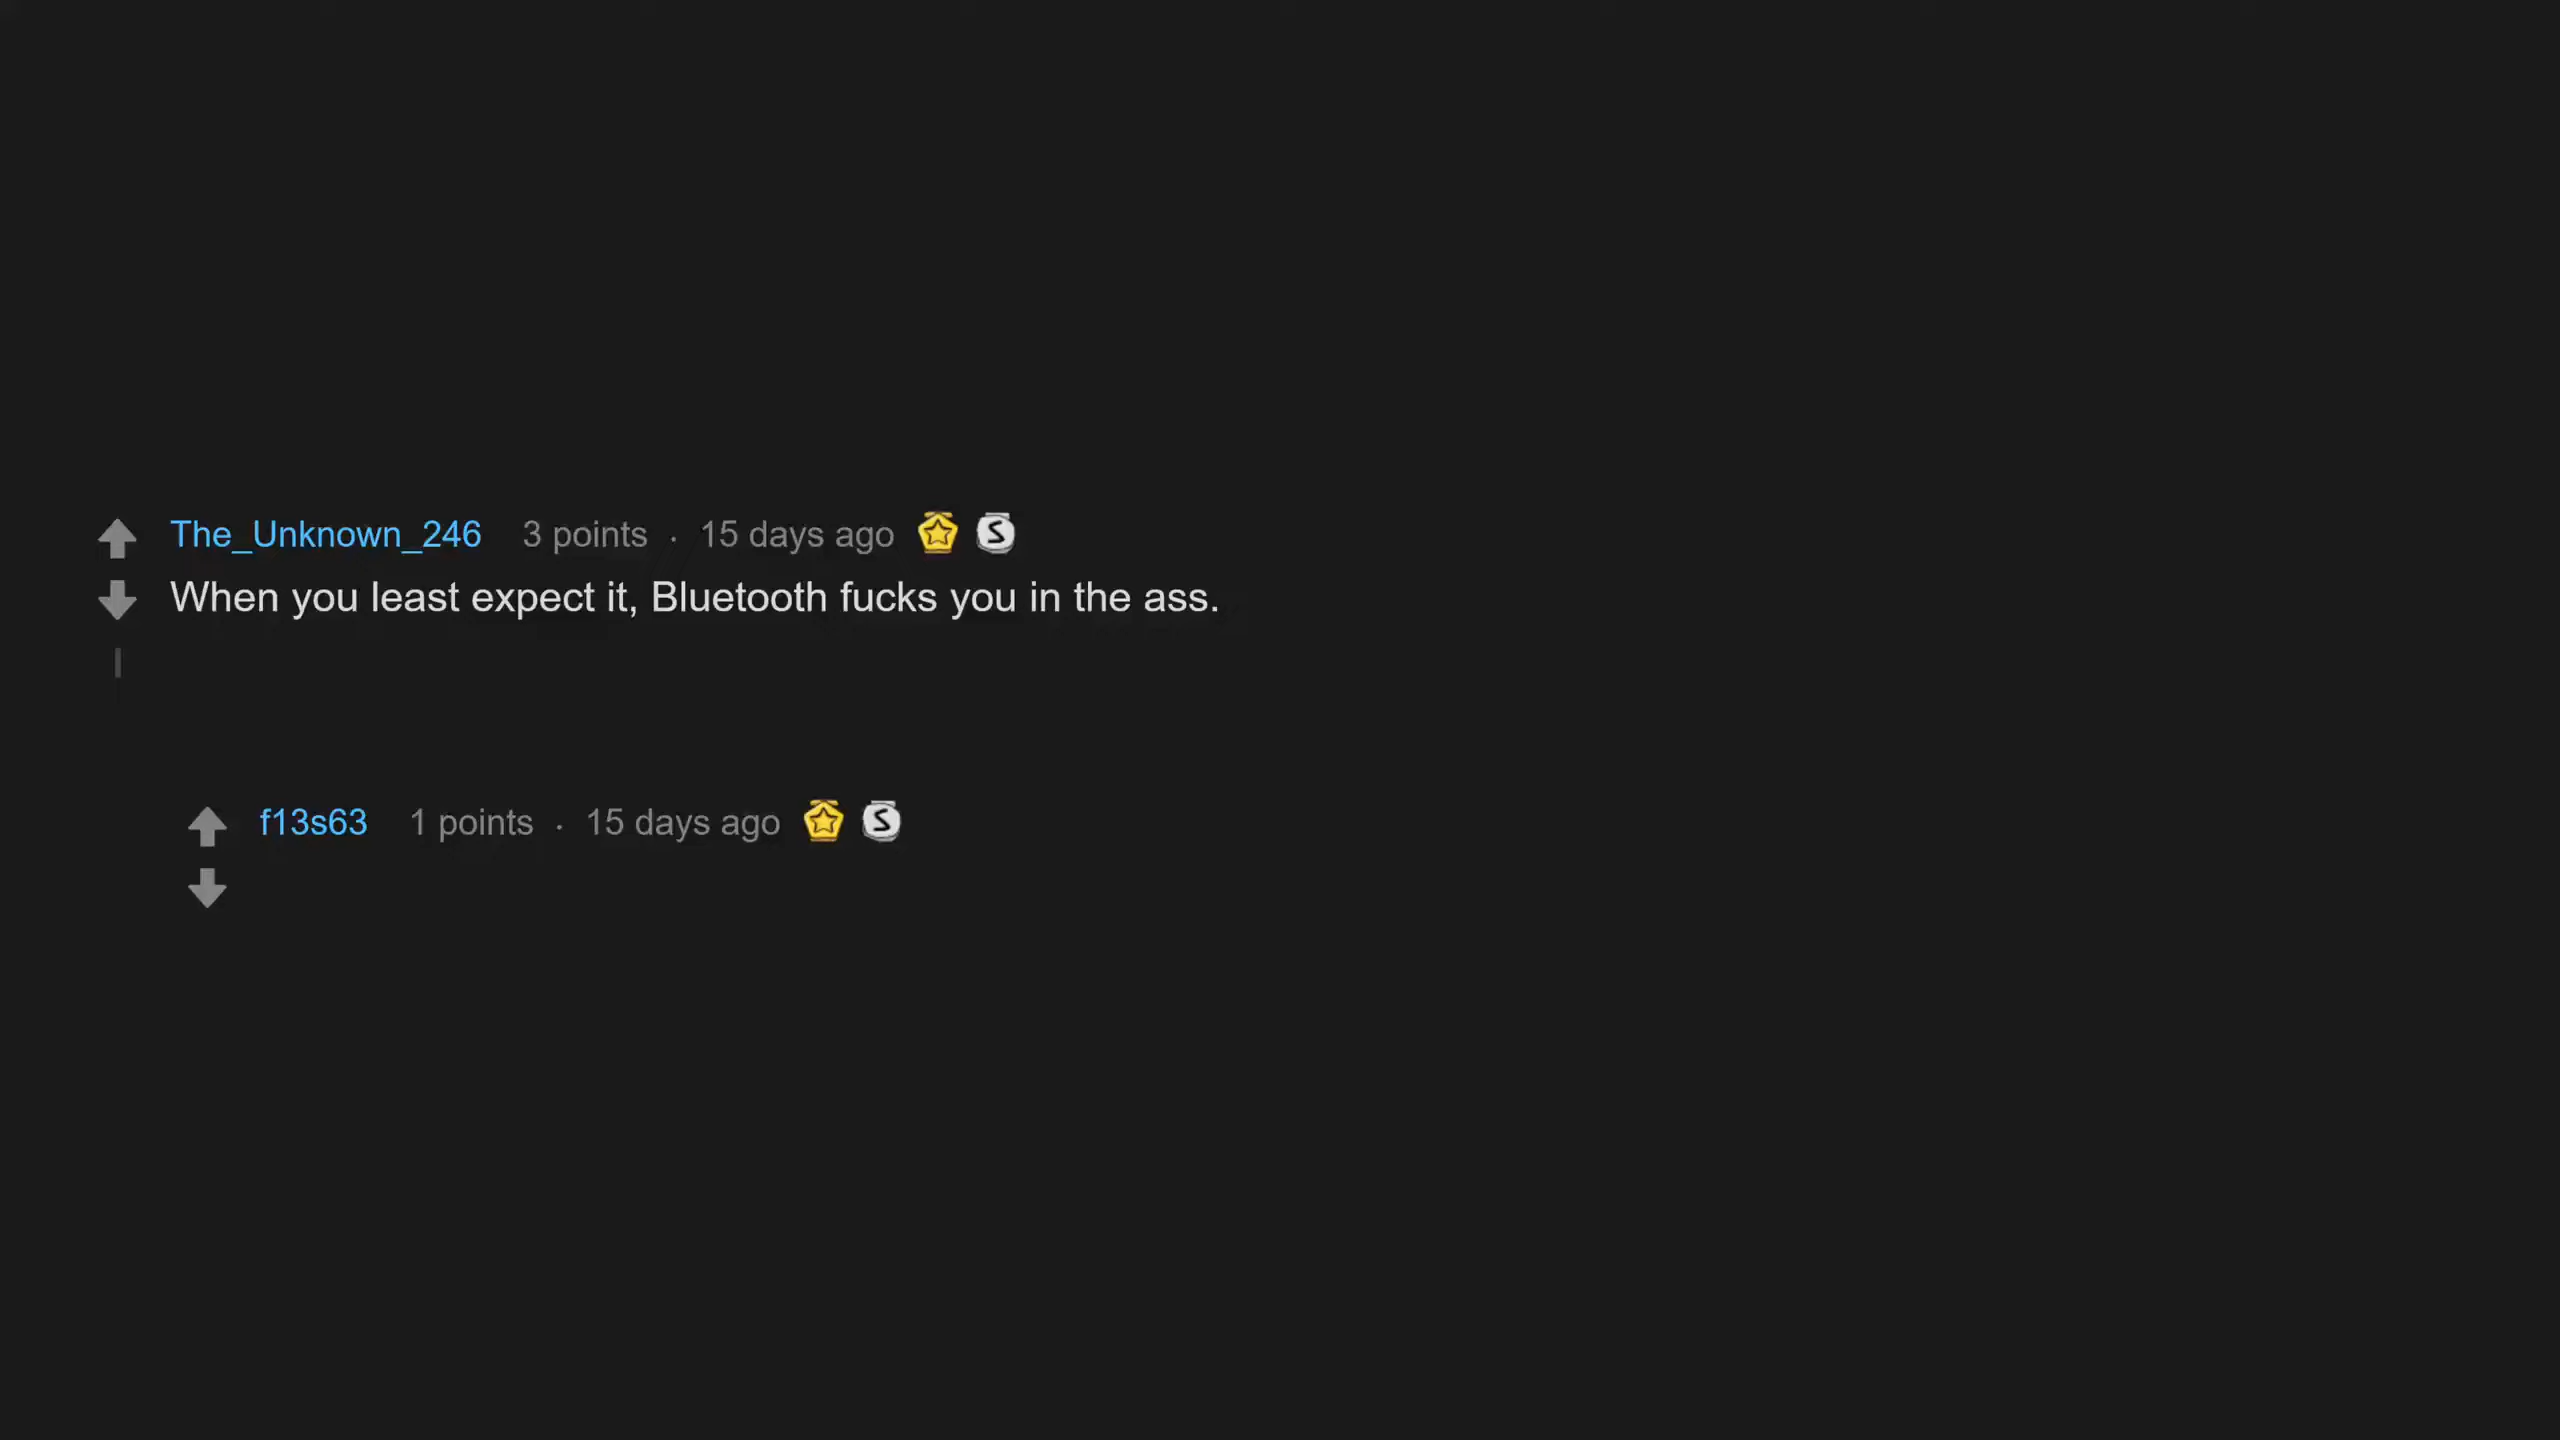 The_Unknown_246 3 points · 15 days ago
When you least expect it, Bluetooth fucks you in the ass.
f13s63 1 points · 15 days ago